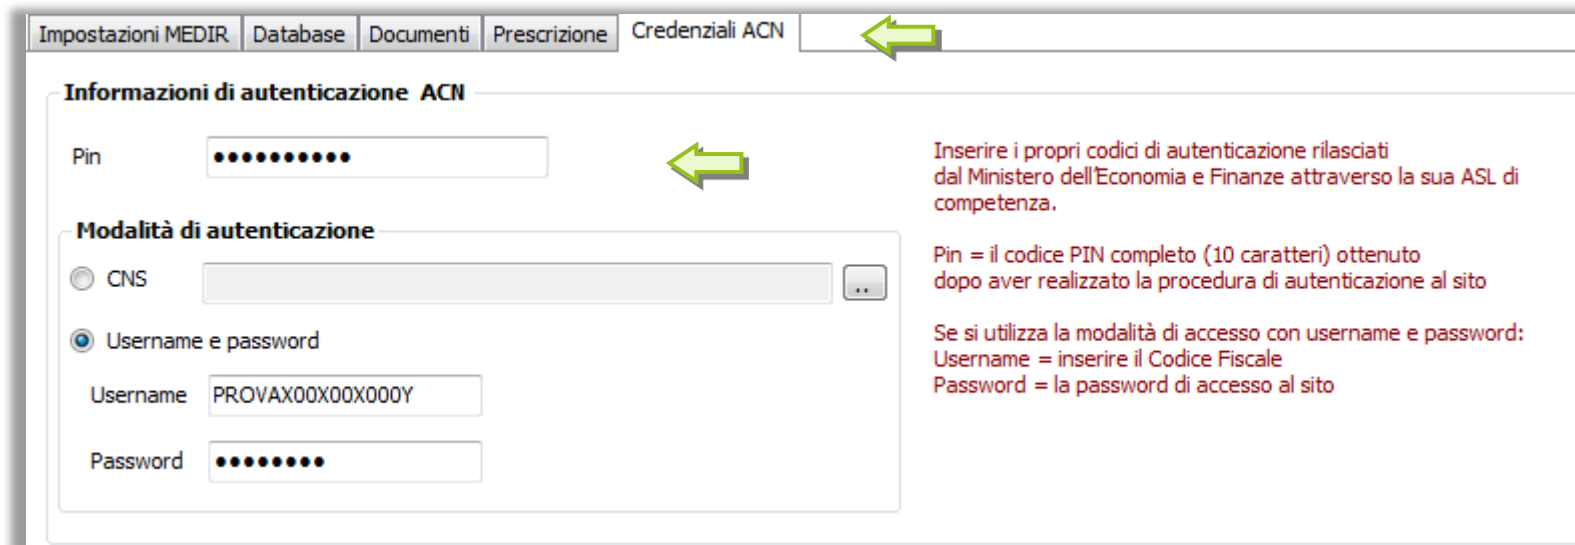 Impostazioni MEDIR Database Documenti Prescrizione Credenziali ACN
Informazioni di autenticazione ACN
Pin ●●●●●●●●●●
Modalità di autenticazione
CNS ..
Username e password
Username PROVAX00X00X000Y
Password ●●●●●●●●
Inserire i propri codici di autenticazione rilasciati
dal Ministero dell'Economia e Finanze attraverso la sua ASL di
competenza.
Pin = il codice PIN completo (10 caratteri) ottenuto
dopo aver realizzato la procedura di autenticazione al sito
Se si utilizza la modalità di accesso con username e password:
Username = inserire il Codice Fiscale
Password = la password di accesso al sito